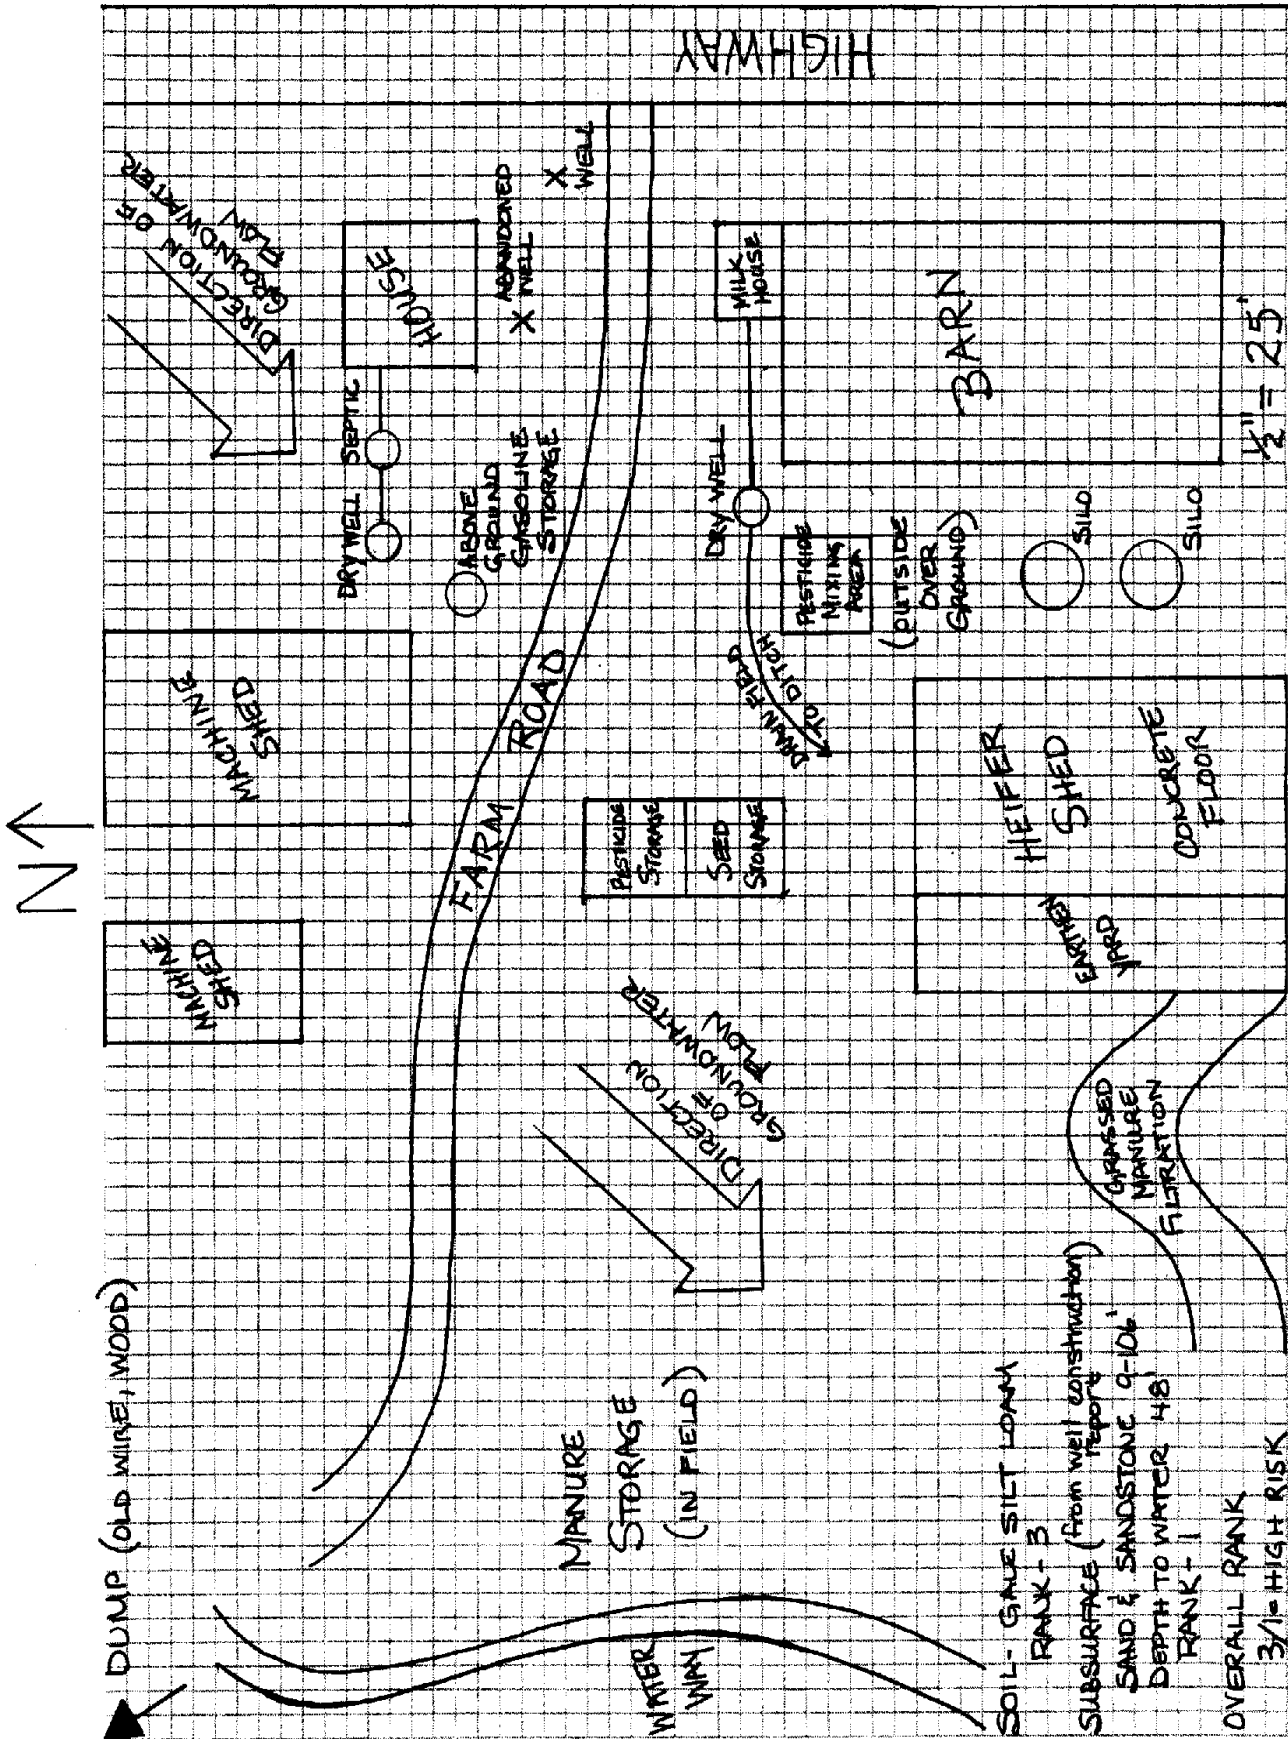 N
DUMP (OLD WIRE, WOOD)
MACHINE
SHED
MACHINE
SHED
DIRECTION OF
GROUNDWATER
FLOW
DRY WELL
SEPTIC
HOUSE
ABOVE
GROUND
GASOLINE
STORAGE
ABANDONED
WELL
X
X
WELL
FARM ROAD
HIGHWAY
MANURE
STORAGE
(IN FIELD)
WATER
WAY
DIRECTION
OF
GROUNDWATER
FLOW
PESTICIDE
STORAGE
SEED
STORAGE
DRAIN FIELD
TO DITCH
DRY WELL
MILK
HOUSE
PESTICIDE
MIXING
AREA
(OUTSIDE
OVER
GROUND)
BARN
SILO
SILO
HEIFER
SHED
CONCRETE
FLOOR
EARTHEN
YARD
GRASSED
MANURE
FILTRATION
SOIL - GALE SILT LOAM
RANK - 3
SUBSURFACE (from well construction
report)
SAND & SANDSTONE 9-106'
DEPTH TO WATER 48'
RANK - 1
OVERALL RANK
3/1 = HIGH RISK
1/2" = 25'